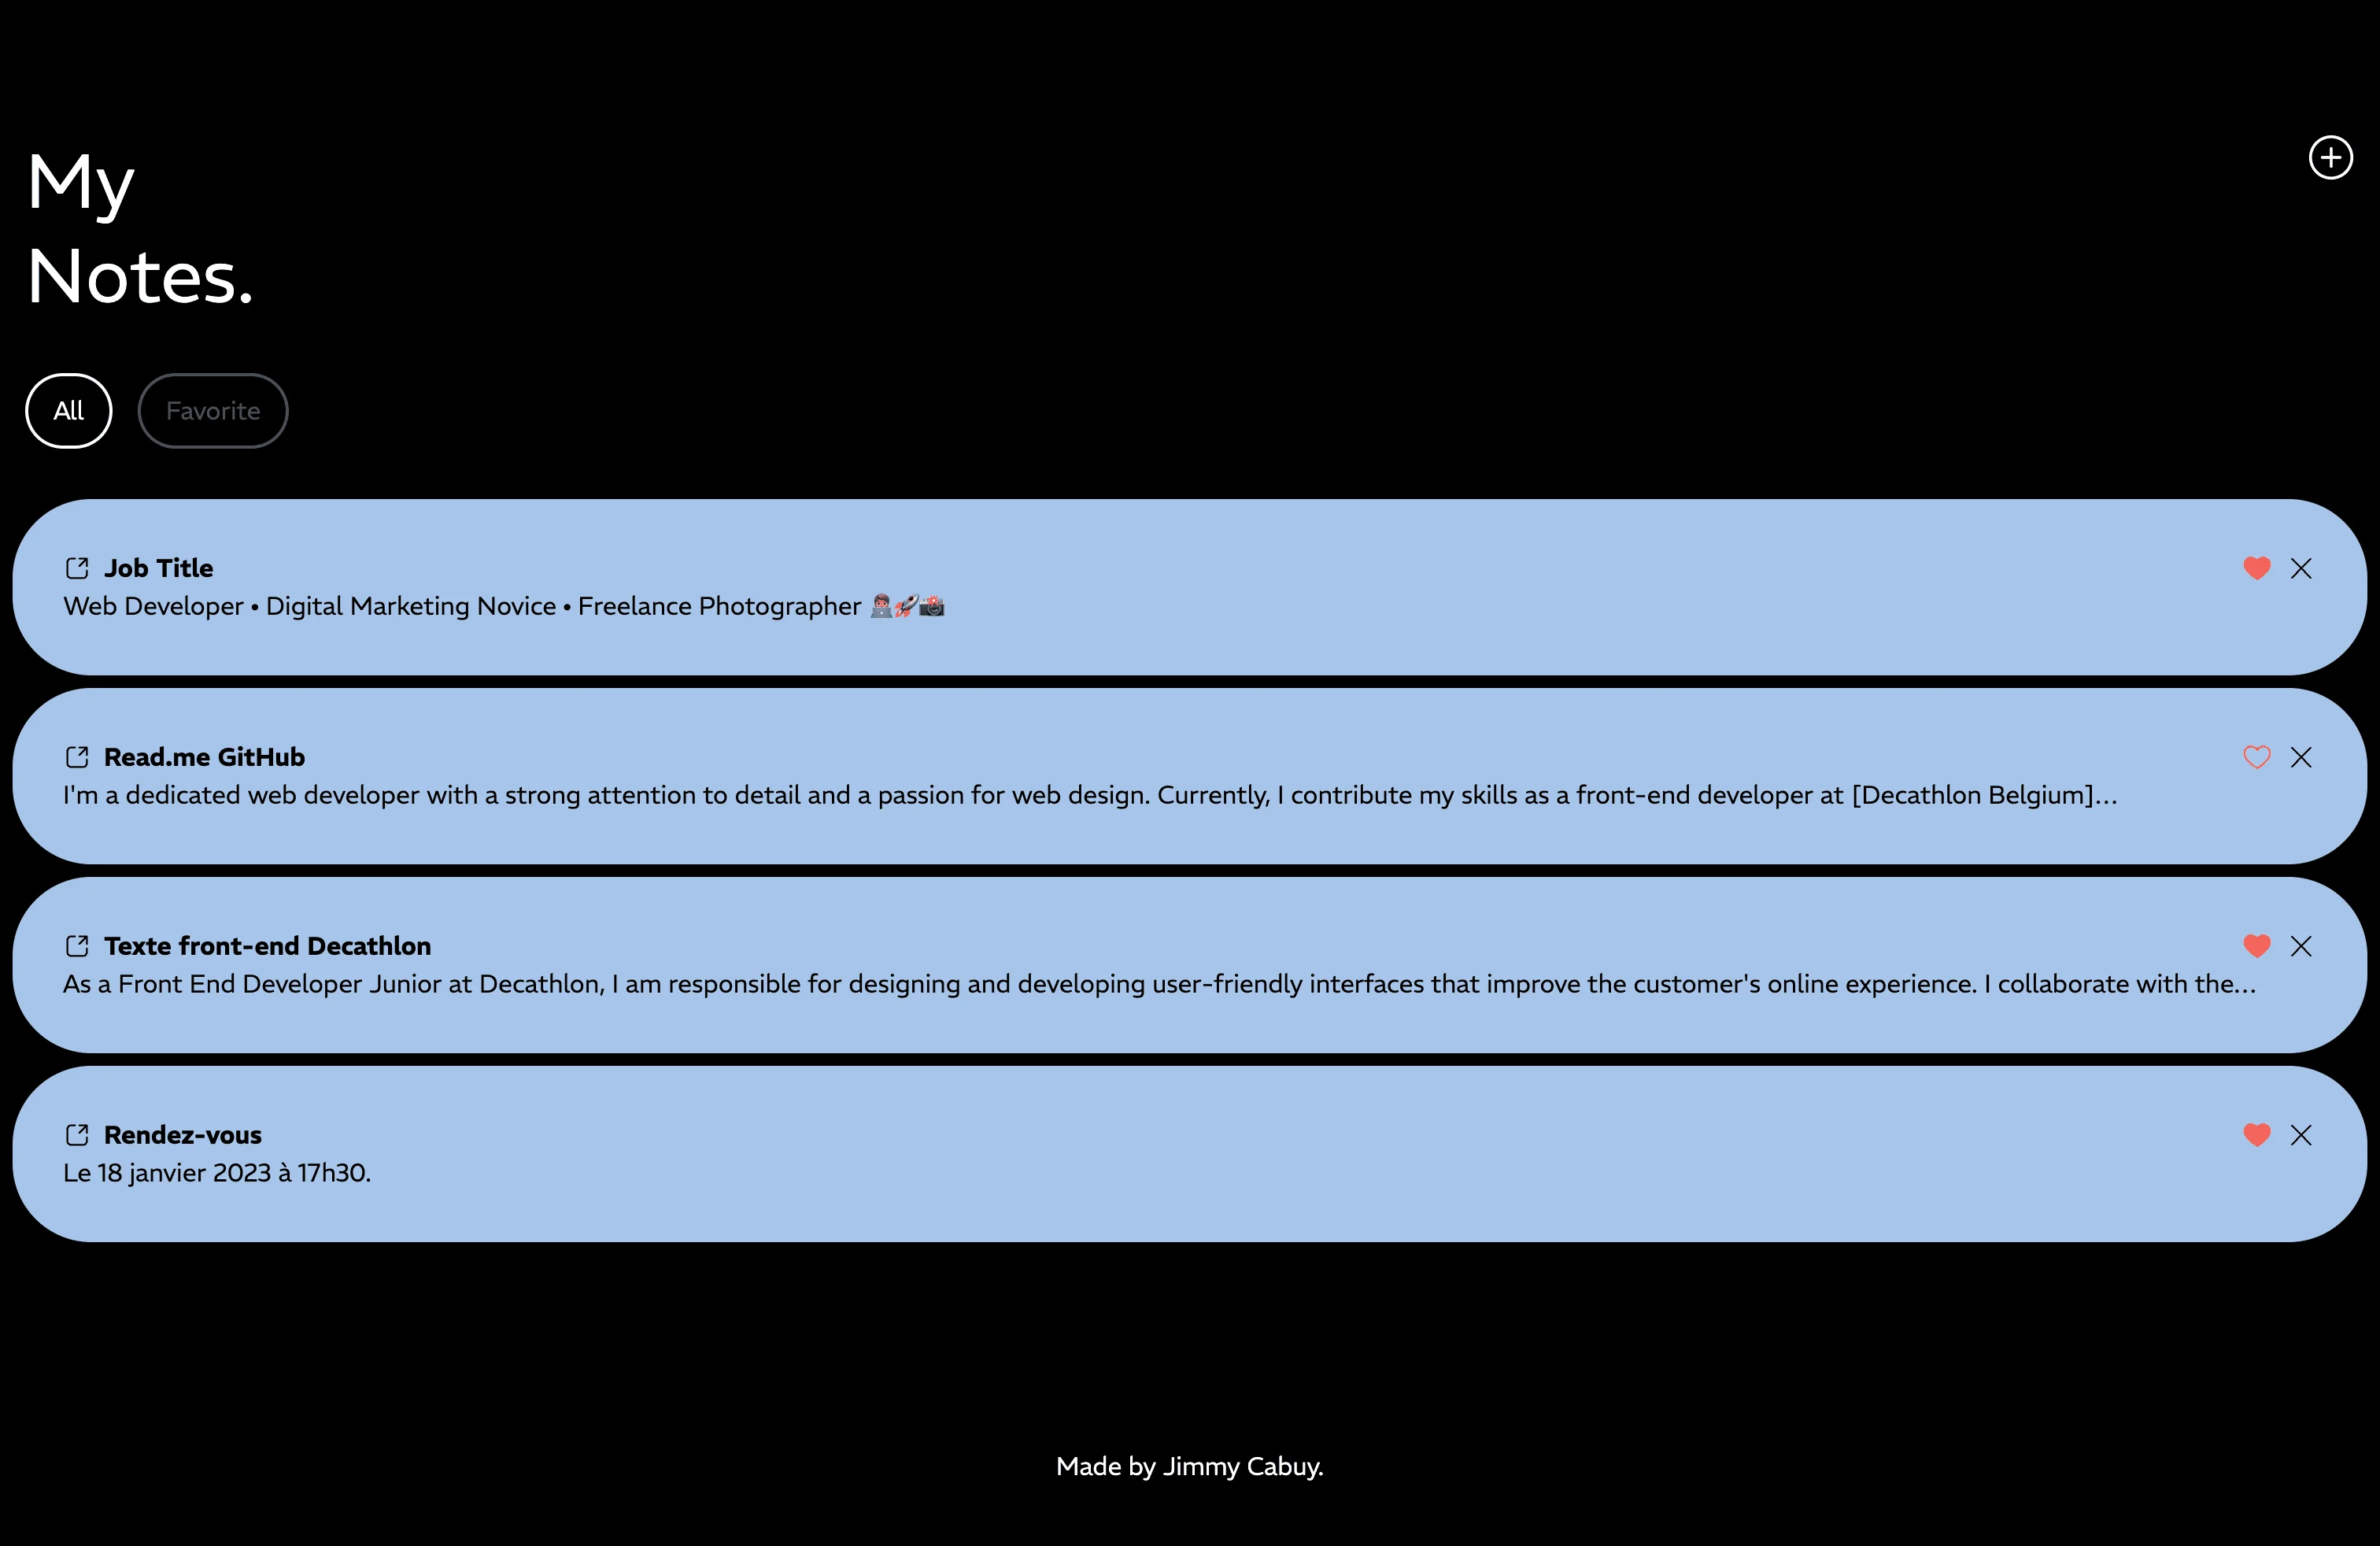 My
Notes.
All
Favorite
Job Title
Web Developer • Digital Marketing Novice • Freelance Photographer 👨🏽‍💻🚀📸
Read.me GitHub
I'm a dedicated web developer with a strong attention to detail and a passion for web design. Currently, I contribute my skills as a front-end developer at [Decathlon Belgium]...
Texte front-end Decathlon
As a Front End Developer Junior at Decathlon, I am responsible for designing and developing user-friendly interfaces that improve the customer's online experience. I collaborate with the...
Rendez-vous
Le 18 janvier 2023 à 17h30.
Made by Jimmy Cabuy.